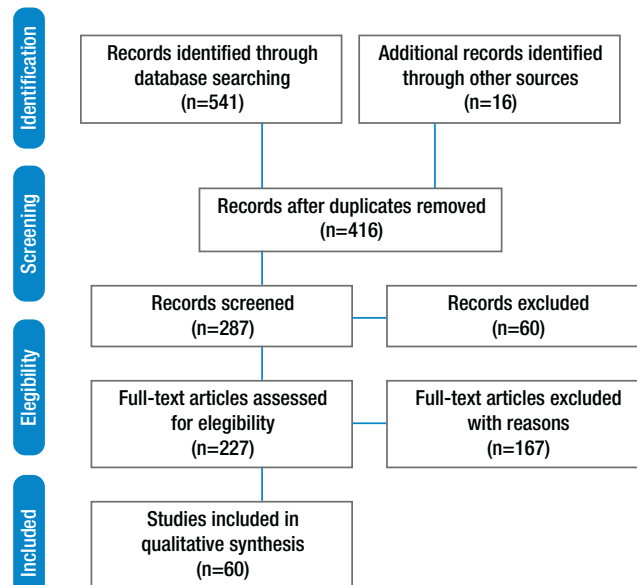 Identification
Records identified through
database searching
(n=541)
Additional records identified
through other sources
(n=16)
Screening
Records after duplicates removed
(n=416)
Records screened
(n=287)
Records excluded
(n=60)
Elegibility
Full-text articles assessed
for elegibility
(n=227)
Full-text articles excluded
with reasons
(n=167)
Included
Studies included in
qualitative synthesis
(n=60)